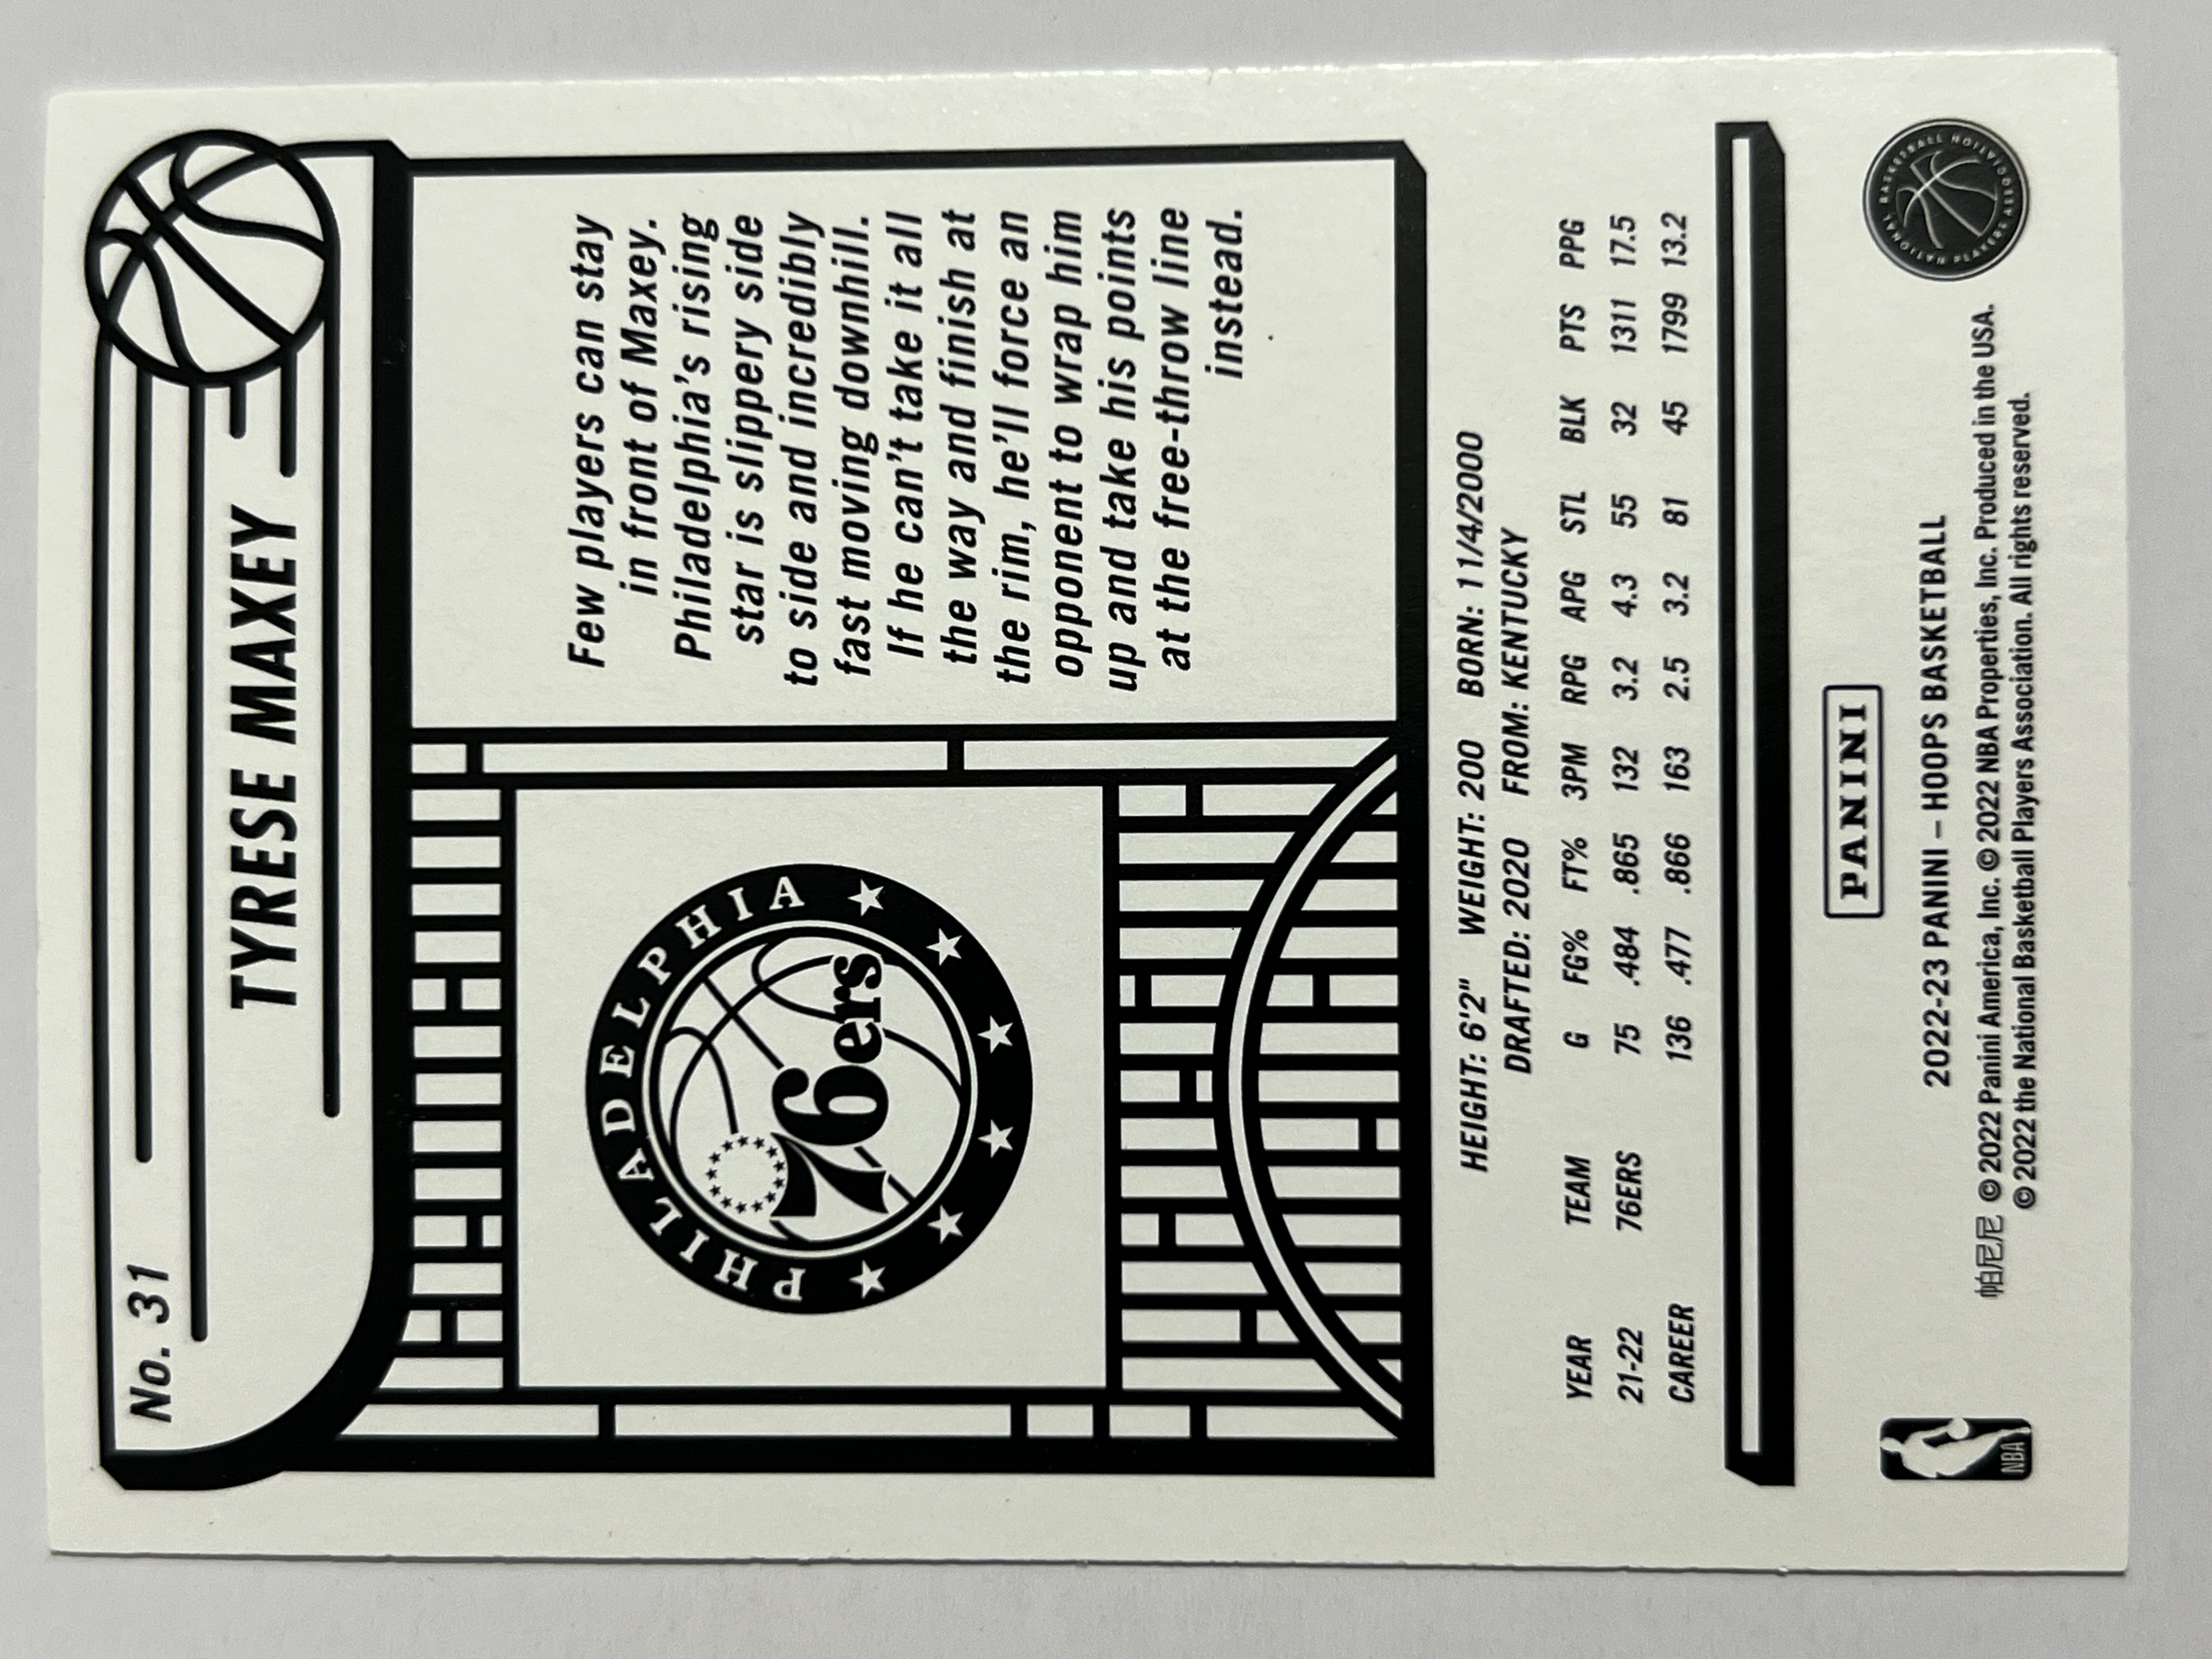 No. 31
TYRESE MAXEY
Few players can stay
in front of Maxey.
Philadelphia's rising
star is slippery side
to side and incredibly
fast moving downhill.
If he can't take it all
the way and finish at
the rim, he'll force an
opponent to wrap him
up and take his points
at the free-throw line
instead.
PHILADELPHIA
76ers
HEIGHT: 6'2" WEIGHT: 200 BORN: 11/4/2000
DRAFTED: 2020 FROM: KENTUCKY
YEAR TEAM G FG% FT% 3PM RPG APG STL BLK PTS PPG
21-22 76ERS 75 .484 .865 132 3.2 4.3 55 32 1311 17.5
CAREER 136 .477 .866 163 2.5 3.2 81 45 1799 13.2
PANINI
2022-23 PANINI – HOOPS BASKETBALL
帕尼尼 © 2022 Panini America, Inc. © 2022 NBA Properties, Inc. Produced in the USA.
© 2022 the National Basketball Players Association. All rights reserved.
NBA
NATIONAL BASKETBALL PLAYERS ASSOCIATION